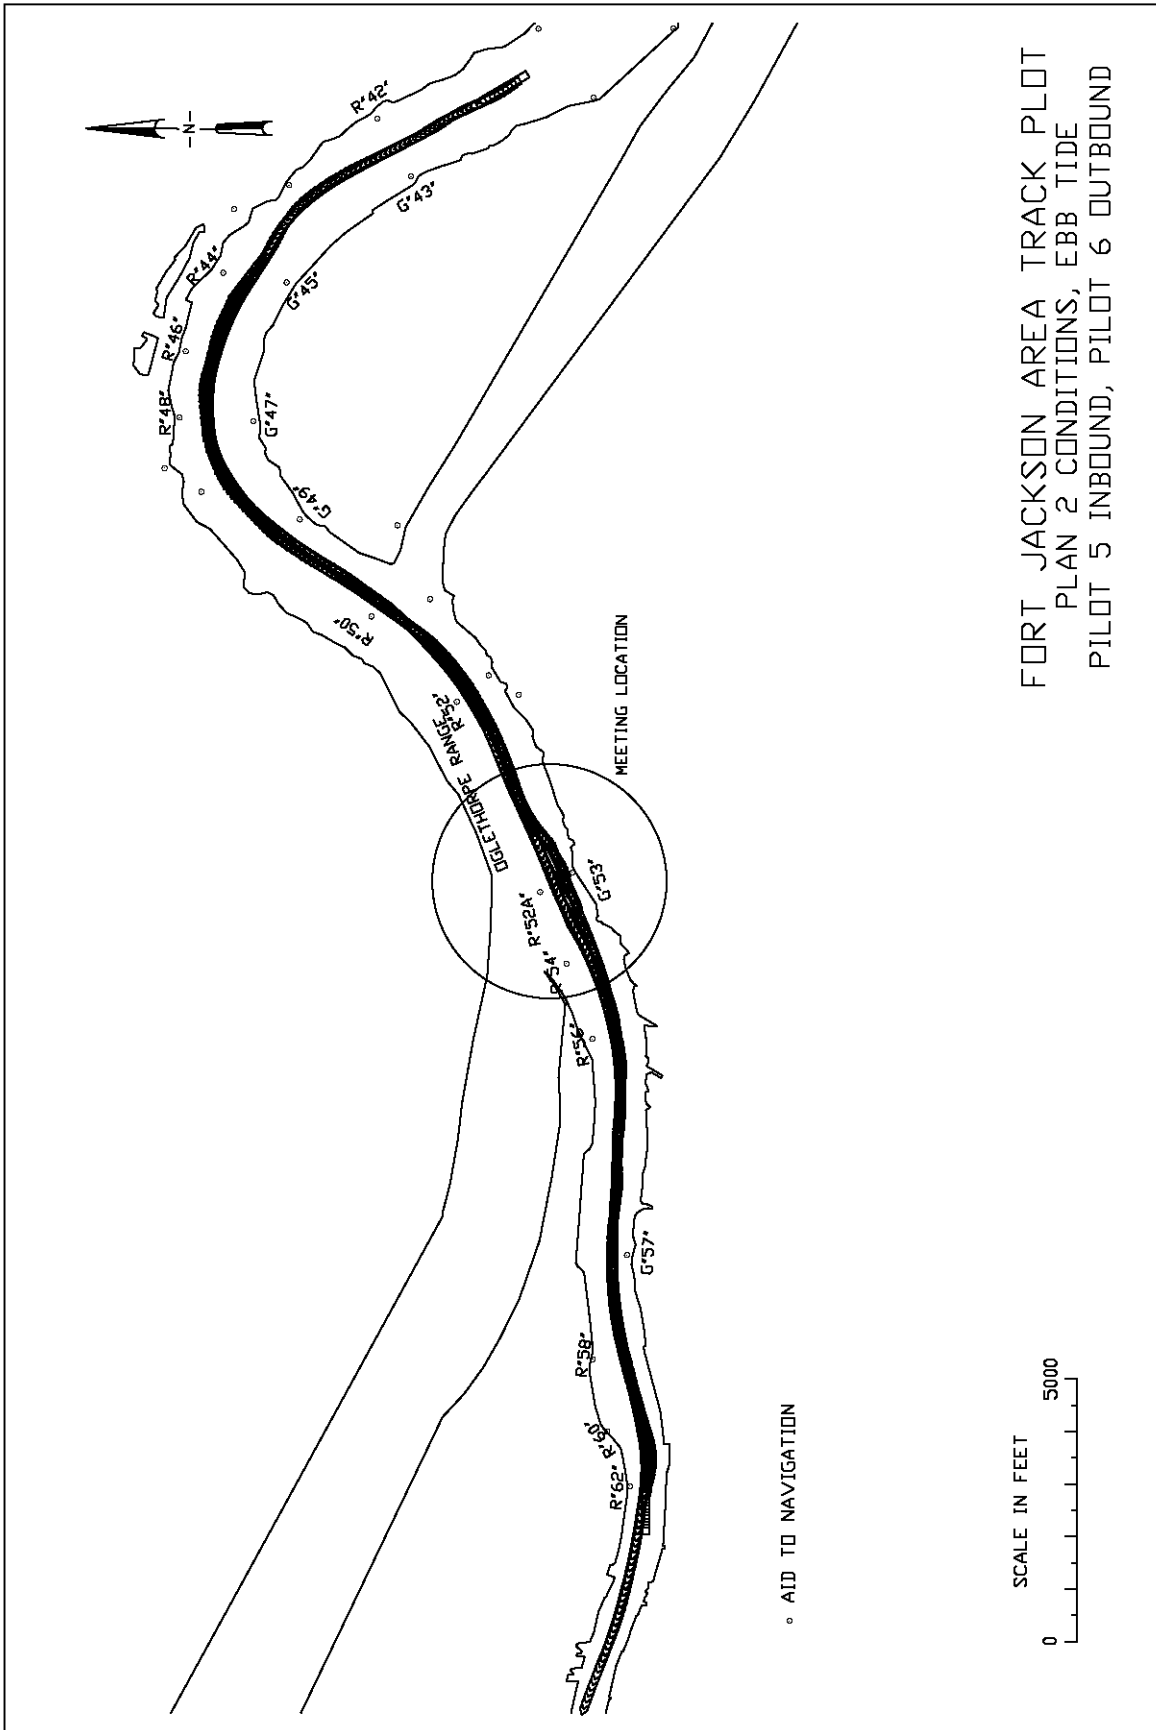 FORT JACKSON AREA TRACK PLOT
PLAN 2 CONDITIONS, EBB TIDE
PILOT 5 INBOUND, PILOT 6 OUTBOUND
-N-
R"42"
G"43"
R"44"
G"45"
R"46"
R"48"
G"47"
G"49"
R"50"
R"52"
OGLETHORPE RANGE
MEETING LOCATION
R"52A"
G"53"
R"54"
R"56"
G"57"
R"58"
R"60"
R"62"
AID TO NAVIGATION
SCALE IN FEET
0 5000